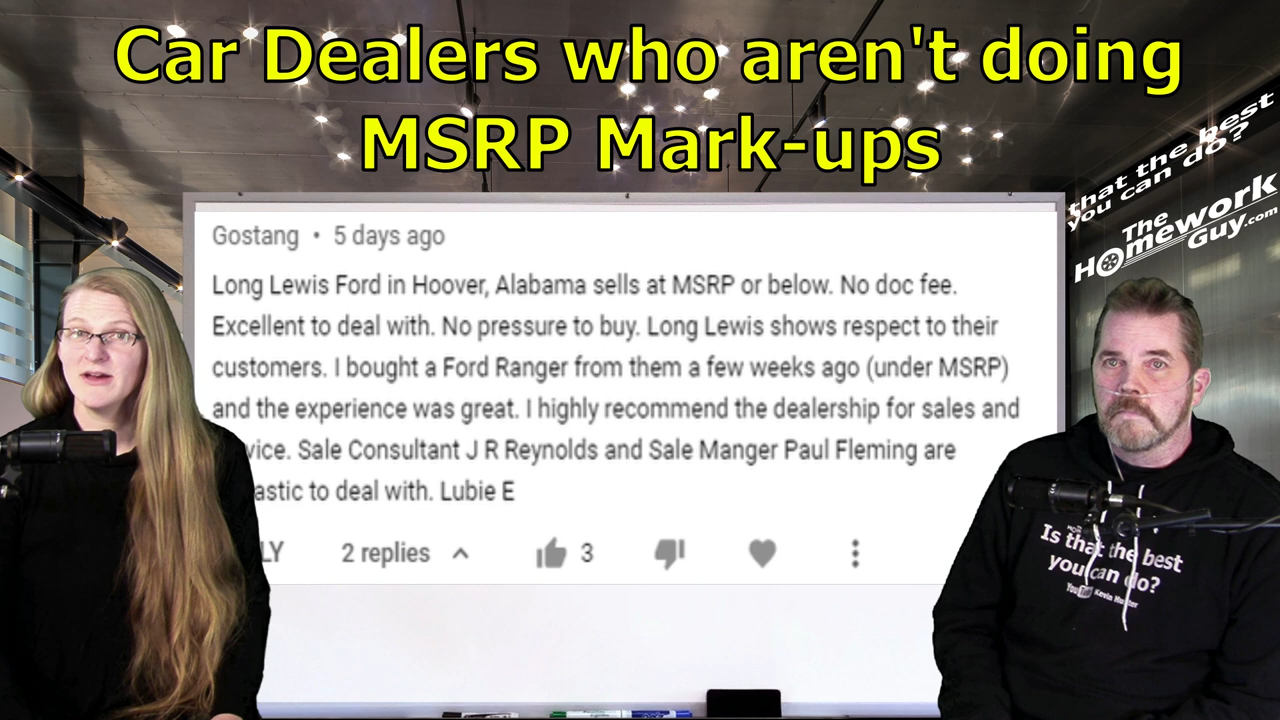 Car Dealers who aren't doing
MSRP Mark-ups
that the best
you can do?
The
Homework
Guy.com
Gostang • 5 days ago
Long Lewis Ford in Hoover, Alabama sells at MSRP or below. No doc fee.
Excellent to deal with. No pressure to buy. Long Lewis shows respect to their
customers. I bought a Ford Ranger from them a few weeks ago (under MSRP)
and the experience was great. I highly recommend the dealership for sales and
vice. Sale Consultant J R Reynolds and Sale Manger Paul Fleming are
astic to deal with. Lubie E
LY 2 replies 3
Is that the best
you can do?
YouTube Kevin Hunter